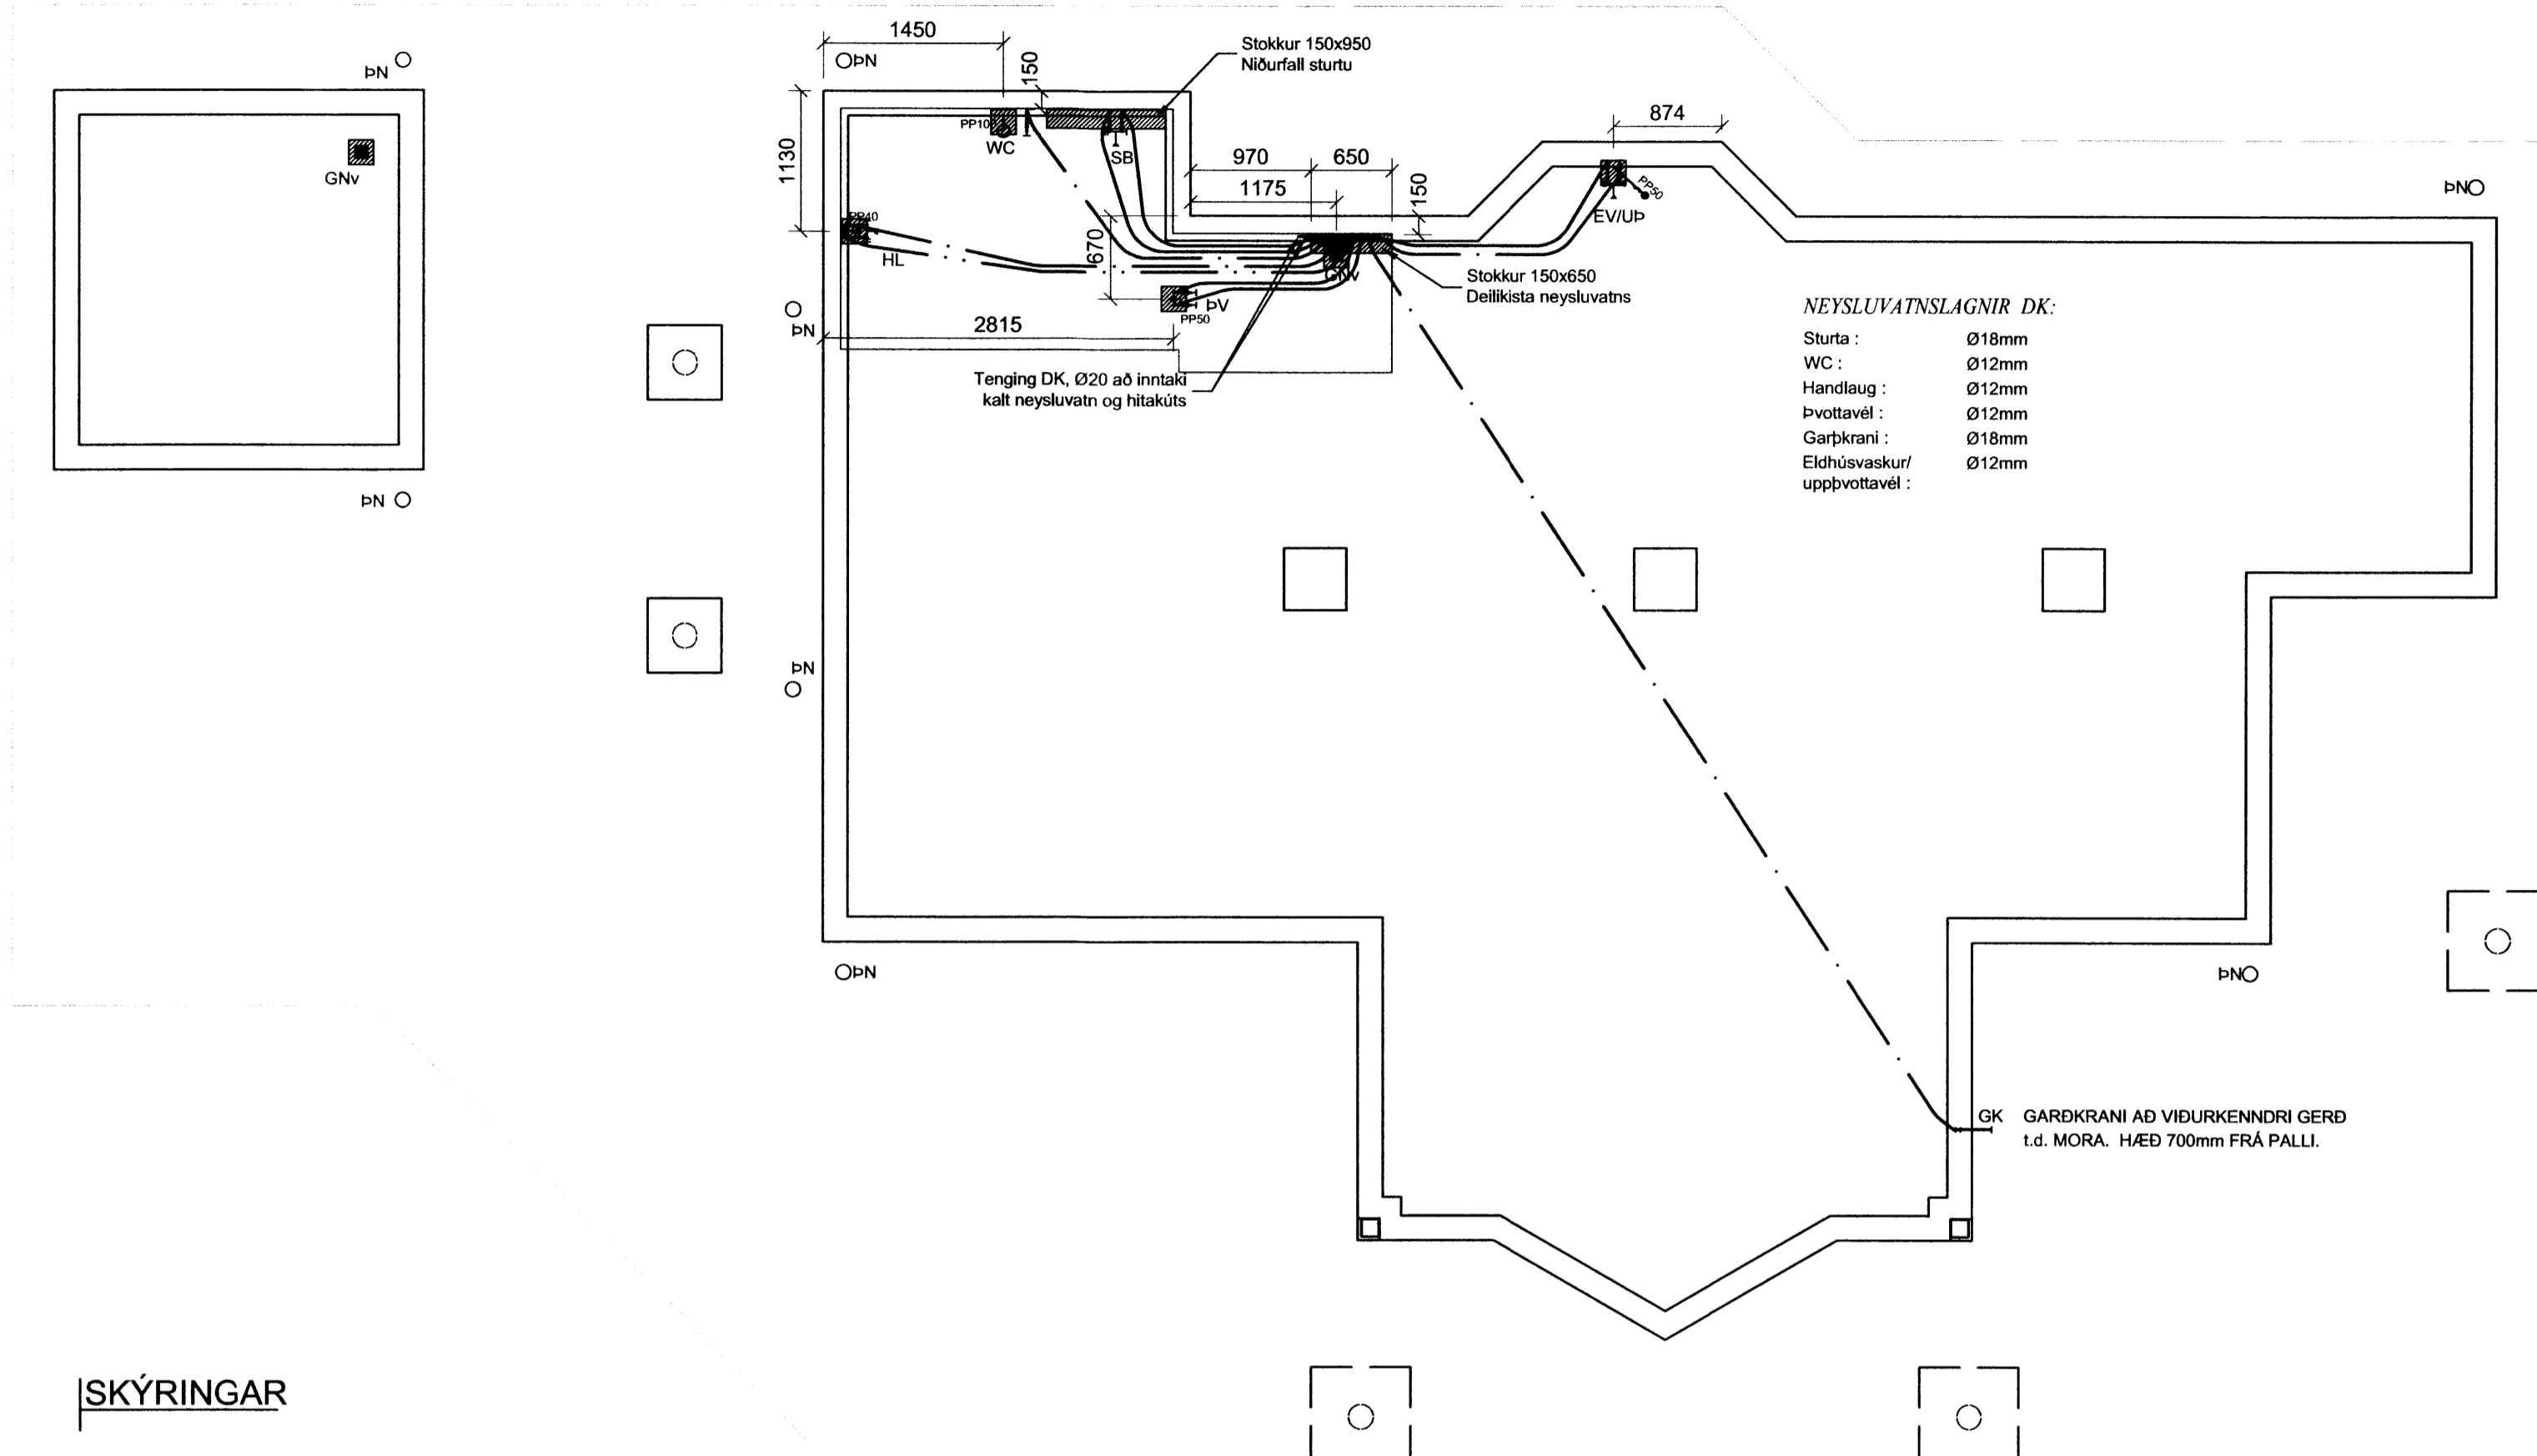 1450
ÞN
ÞN
150
Stokkur 150x950
Niðurfall sturtu
874
PP100
WC
SB
1130
970
650
1175
150
GNv
PP50
EV/UÞ
ÞN
PP40
HL
670
GNv
Stokkur 150x650
Deilikista neysluvatns
ÞV
PP50
ÞN
2815
NEYSLUVATNSLAGNIR DK:
Sturta : Ø18mm
WC : Ø12mm
Handlaug : Ø12mm
Þvottavél : Ø12mm
Garþkrani : Ø18mm
Eldhúsvaskur/ Ø12mm
uppþvottavél :
Tenging DK, Ø20 að inntaki
kalt neysluvatn og hitakúts
ÞN
ÞN
ÞN
ÞN
GK GARÐKRANI AÐ VIÐURKENNDRI GERÐ
t.d. MORA. HÆÐ 700mm FRÁ PALLI.
SKÝRINGAR